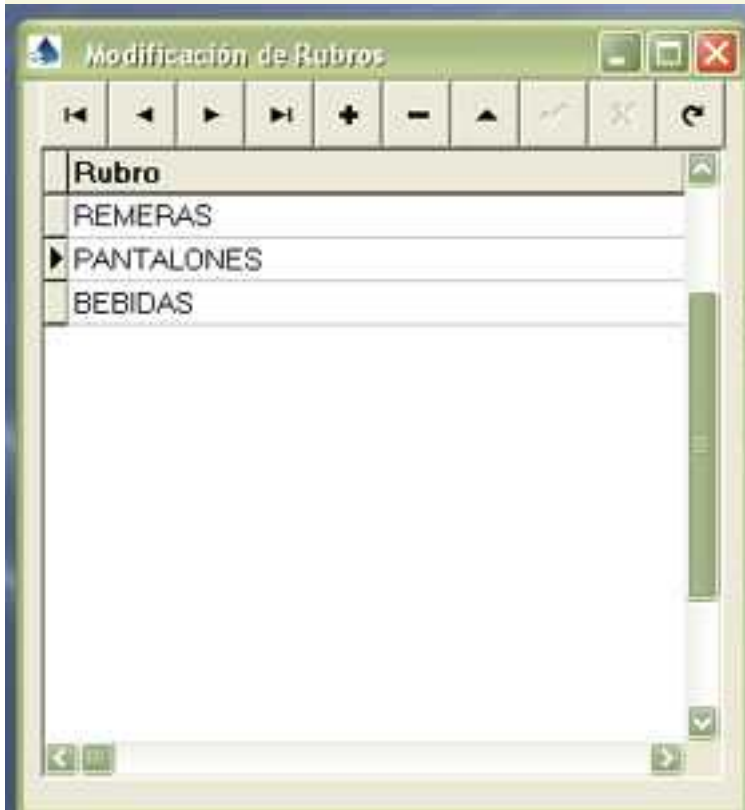 Modificación de Rubros
Rubro
REMERAS
PANTALONES
BEBIDAS